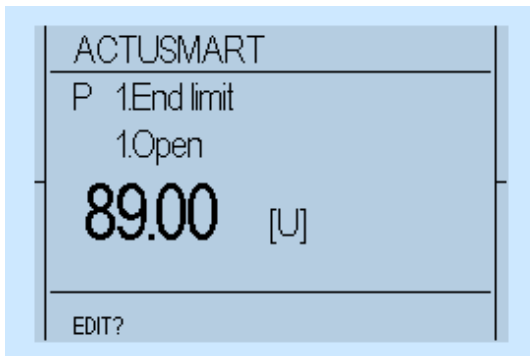 ACTUSMART
P 1.End limit
1.Open
89.00 [U]
EDIT?